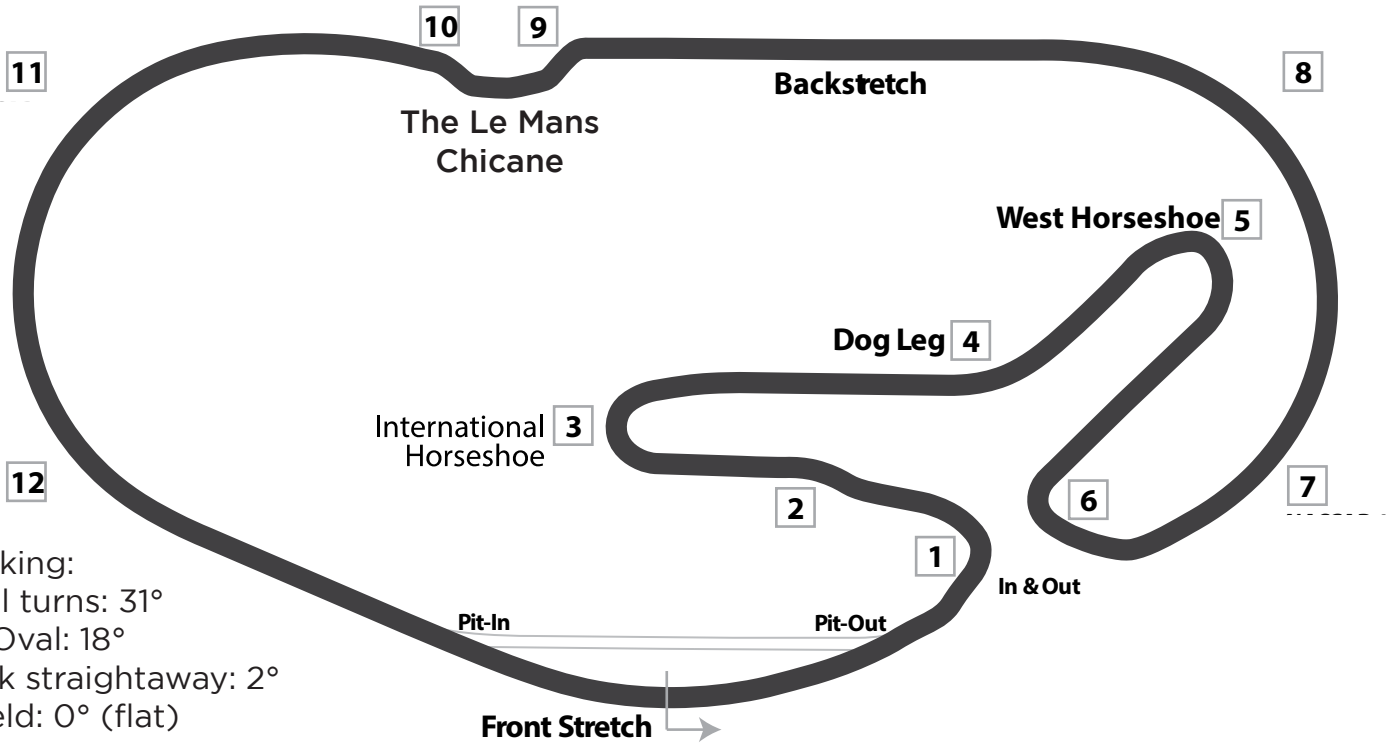 10
9
11
8
Backstretch
The Le Mans
Chicane
West Horseshoe
5
Dog Leg
4
International
Horseshoe
3
12
2
6
7
1
In & Out
king:
l turns: 31°
Oval: 18°
k straightaway: 2°
eld: 0° (flat)
Pit-In
Pit-Out
Front Stretch